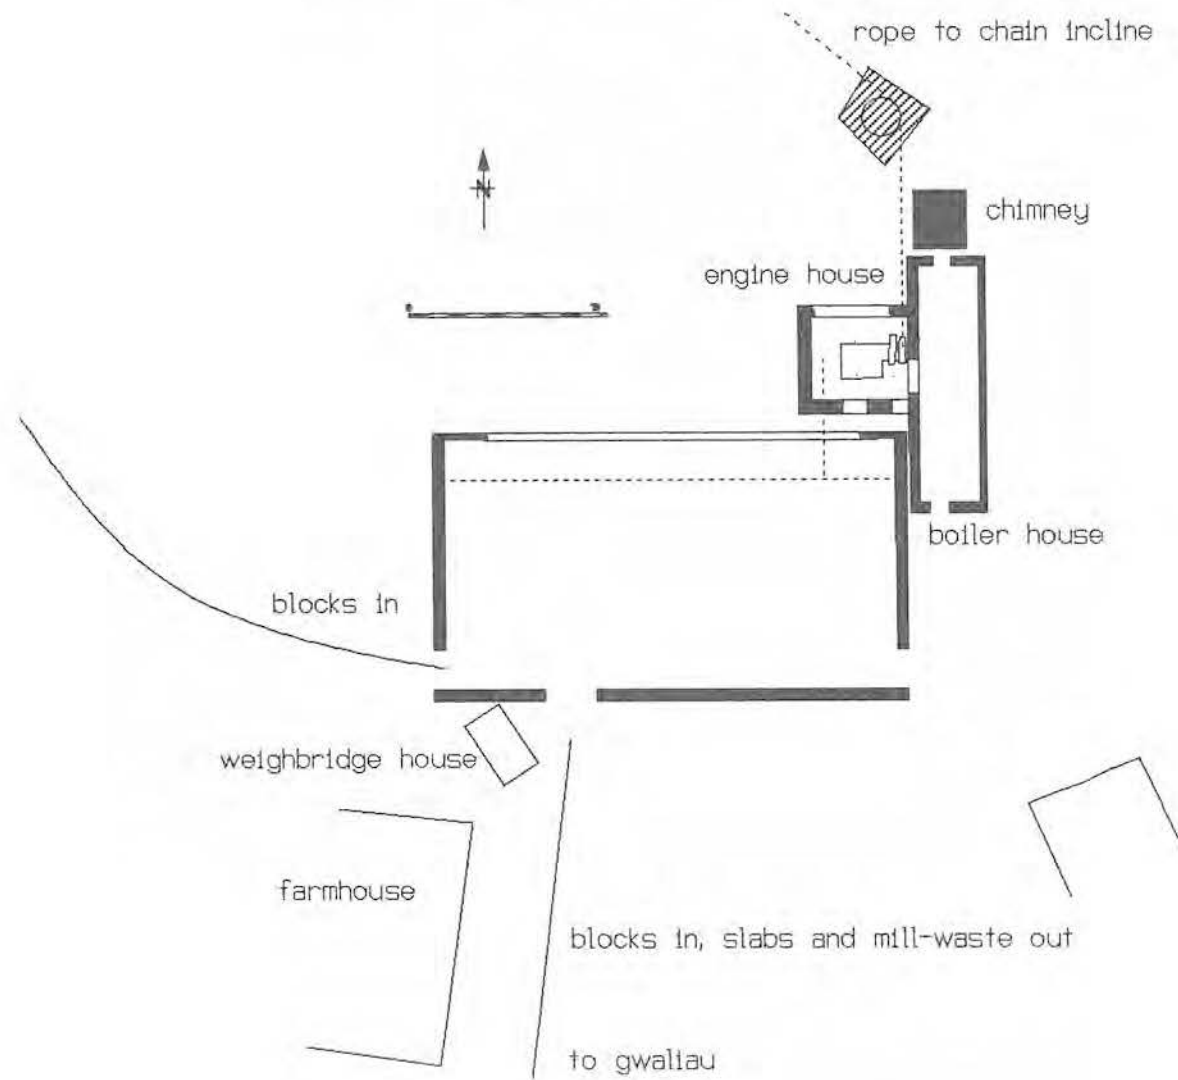 rope to chain incline
N
chimney
engine house
boiler house
blocks in
weighbridge house
farmhouse
blocks in, slabs and mill-waste out
to gwaliau